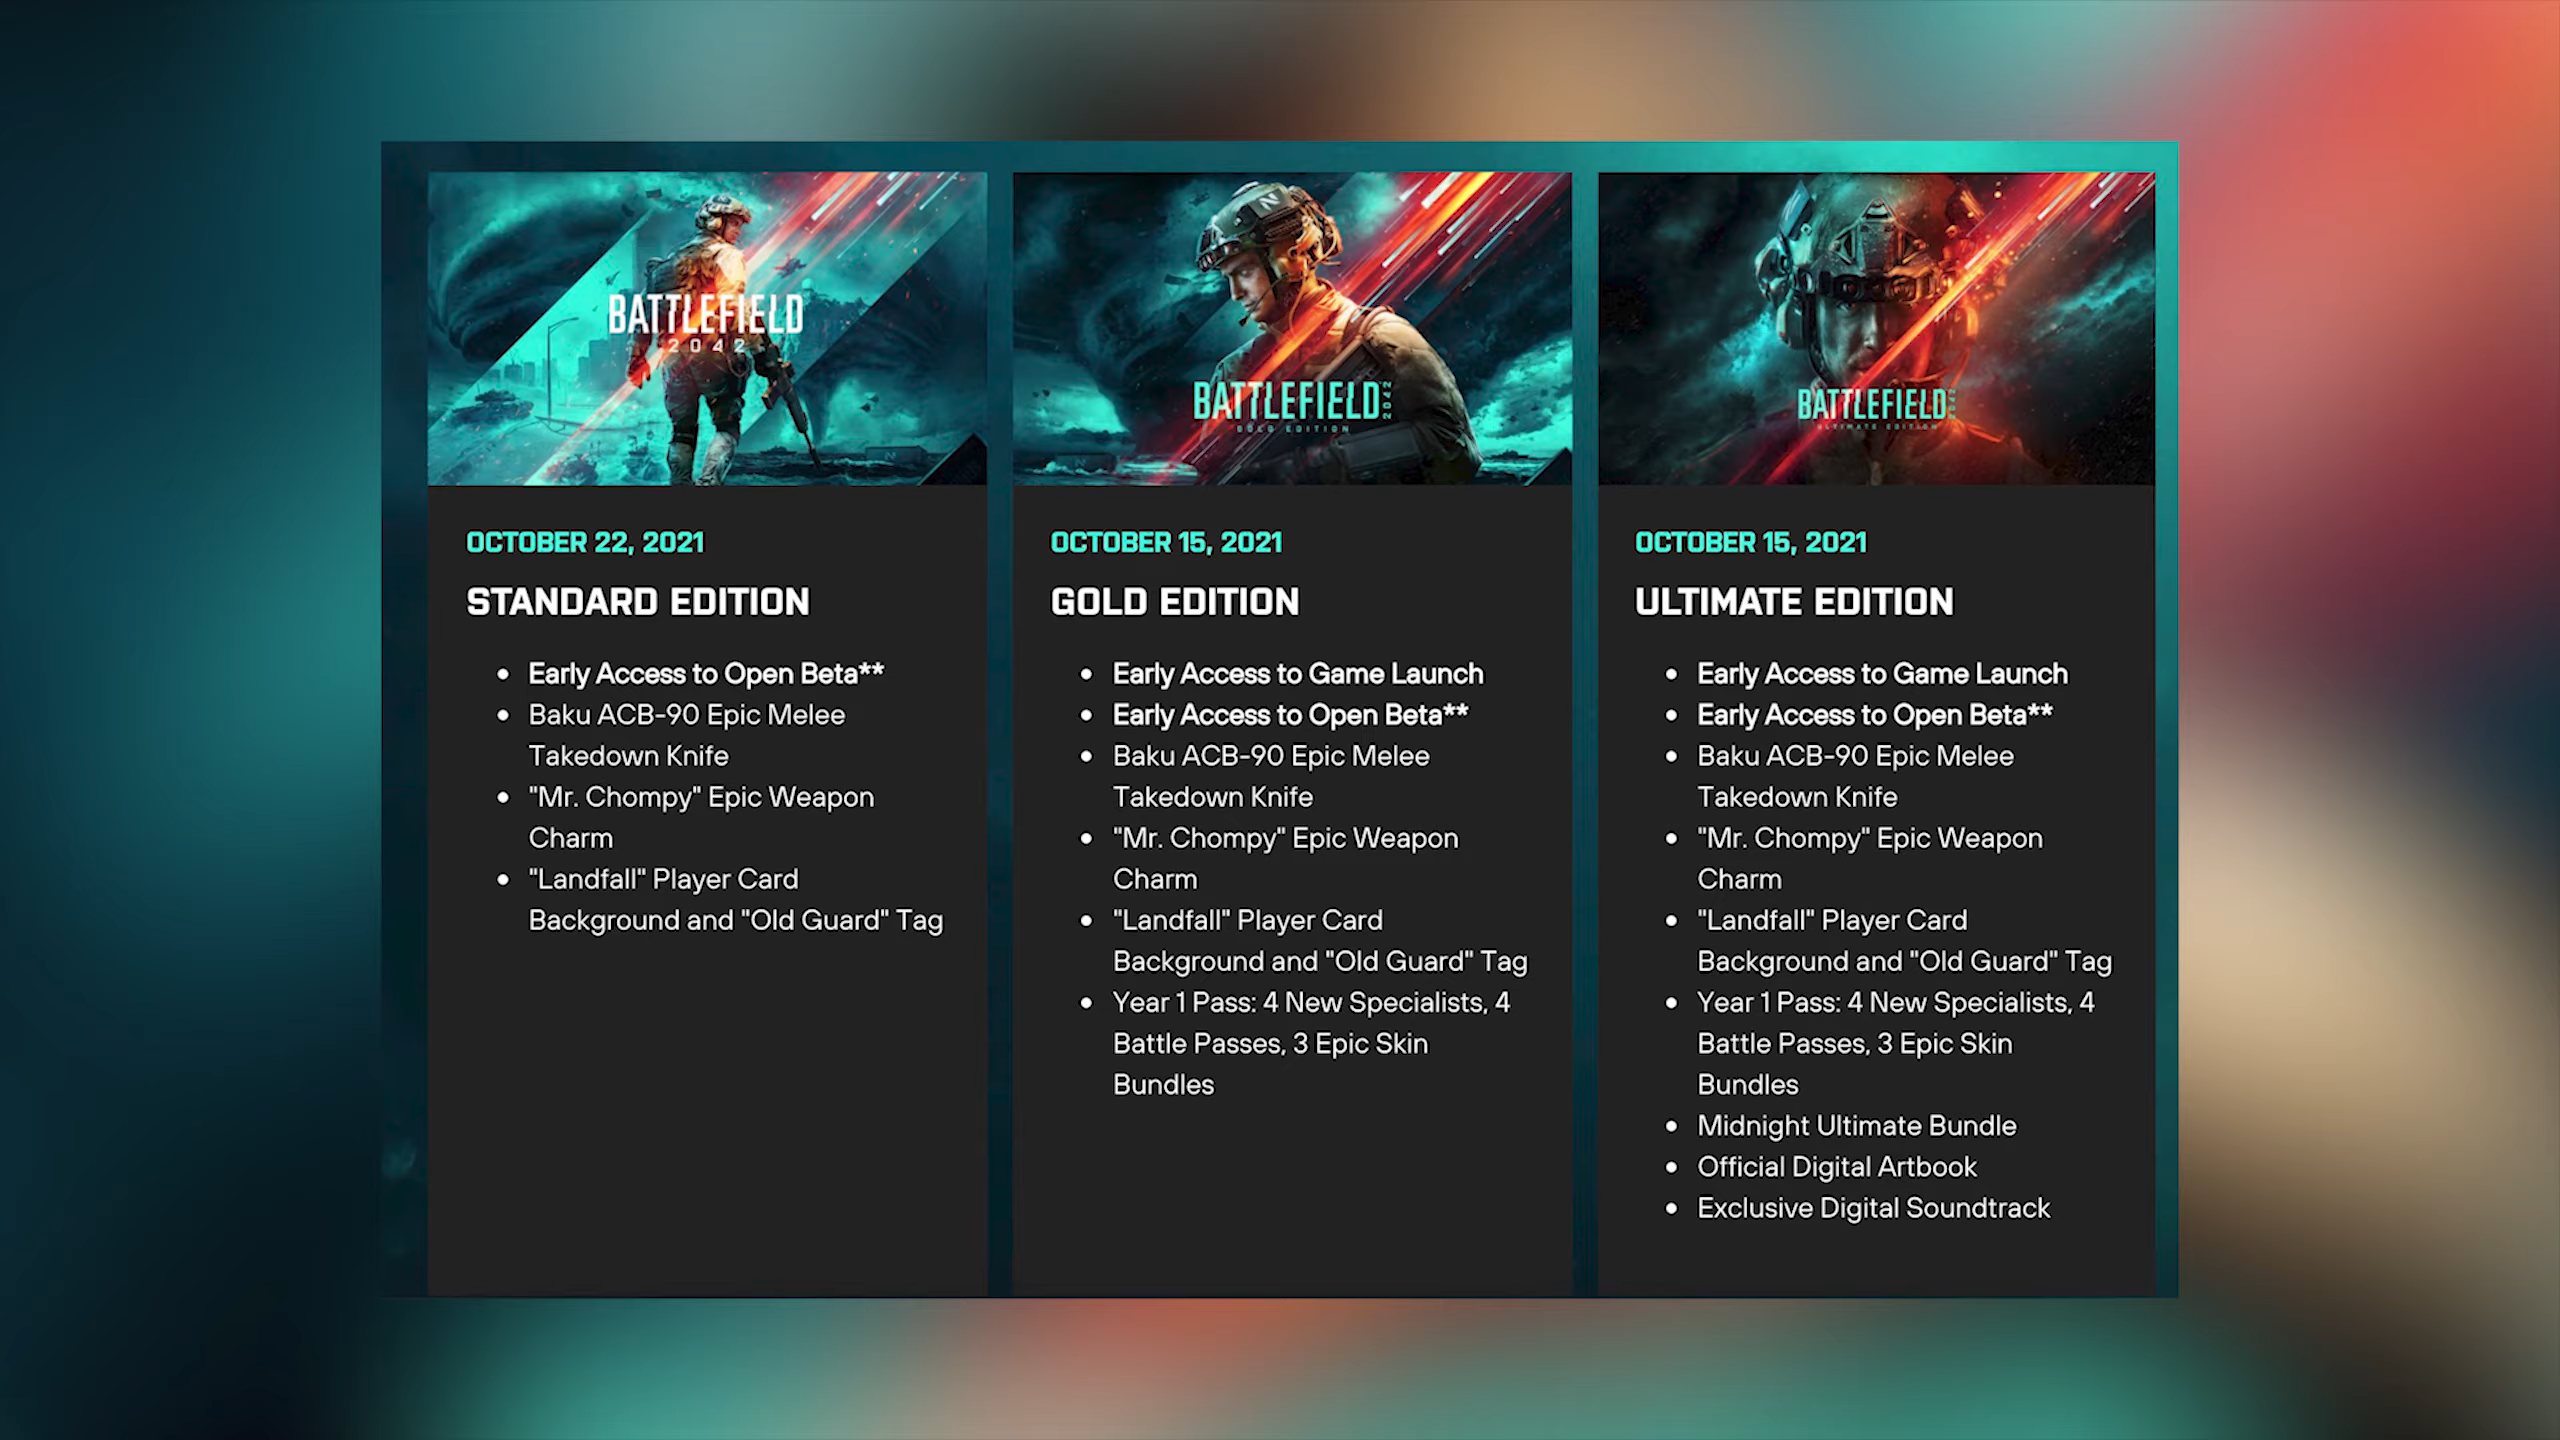 BATTLEFIELD
2042
OCTOBER 22, 2021
STANDARD EDITION
Early Access to Open Beta**
Baku ACB-90 Epic Melee
Takedown Knife
"Mr. Chompy" Epic Weapon
Charm
"Landfall" Player Card
Background and "Old Guard" Tag
BATTLEFIELD 2042
GOLD EDITION
OCTOBER 15, 2021
GOLD EDITION
Early Access to Game Launch
Early Access to Open Beta**
Baku ACB-90 Epic Melee
Takedown Knife
"Mr. Chompy" Epic Weapon
Charm
"Landfall" Player Card
Background and "Old Guard" Tag
Year 1 Pass: 4 New Specialists, 4
Battle Passes, 3 Epic Skin
Bundles
BATTLEFIELD 2042
ULTIMATE EDITION
OCTOBER 15, 2021
ULTIMATE EDITION
Early Access to Game Launch
Early Access to Open Beta**
Baku ACB-90 Epic Melee
Takedown Knife
"Mr. Chompy" Epic Weapon
Charm
"Landfall" Player Card
Background and "Old Guard" Tag
Year 1 Pass: 4 New Specialists, 4
Battle Passes, 3 Epic Skin
Bundles
Midnight Ultimate Bundle
Official Digital Artbook
Exclusive Digital Soundtrack